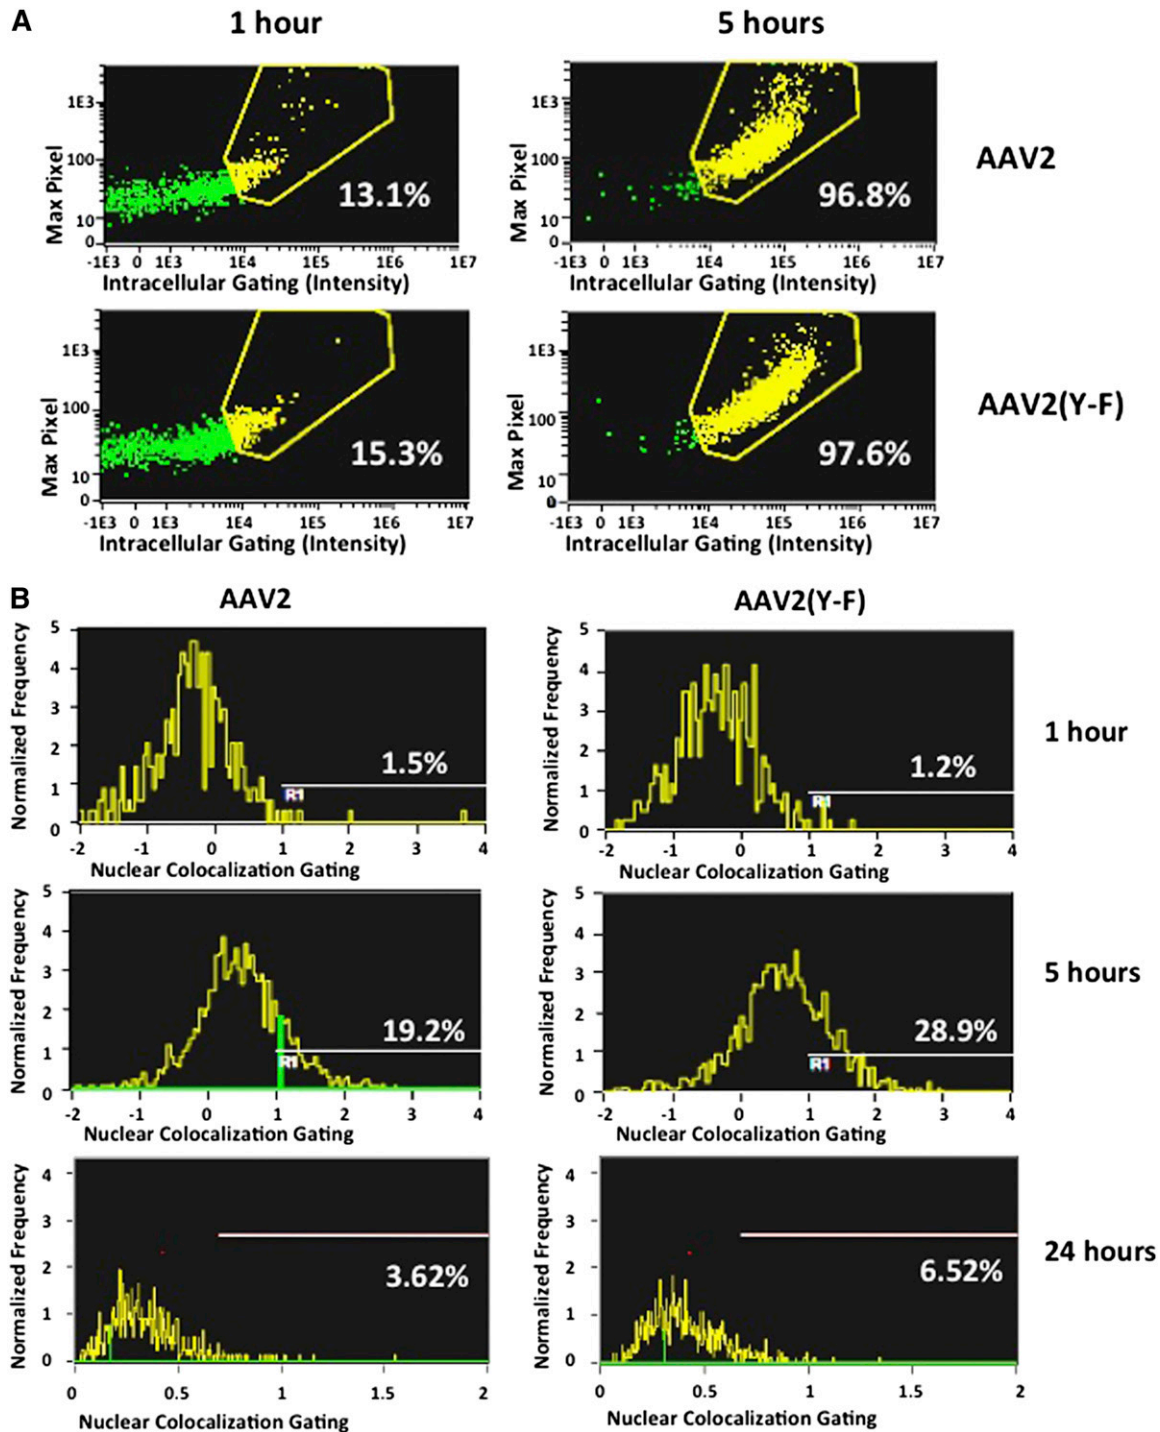 A
1 hour
5 hours
Max Pixel
1E3
100
10
0
13.1%
-1E3 0 1E3 1E4 1E5 1E6 1E7
Intracellular Gating (Intensity)
Max Pixel
1E3
100
10
0
96.8%
-1E3 0 1E3 1E4 1E5 1E6 1E7
Intracellular Gating (Intensity)
AAV2
Max Pixel
1E3
100
10
0
15.3%
-1E3 0 1E3 1E4 1E5 1E6 1E7
Intracellular Gating (Intensity)
Max Pixel
1E3
100
10
0
97.6%
-1E3 0 1E3 1E4 1E5 1E6 1E7
Intracellular Gating (Intensity)
AAV2(Y-F)
B
AAV2
AAV2(Y-F)
Normalized Frequency
5
4
3
2
1
0
1.5%
R1
-2 -1 0 1 2 3 4
Nuclear Colocalization Gating
Normalized Frequency
5
4
3
2
1
0
1.2%
R1
-2 -1 0 1 2 3 4
Nuclear Colocalization Gating
1 hour
Normalized Frequency
5
4
3
2
1
0
19.2%
R1
-2 -1 0 1 2 3 4
Nuclear Colocalization Gating
Normalized Frequency
5
4
3
2
1
0
28.9%
R1
-2 -1 0 1 2 3 4
Nuclear Colocalization Gating
5 hours
Normalized Frequency
4
3
2
1
0
3.62%
0 0.5 1 1.5 2
Nuclear Colocalization Gating
Normalized Frequency
4
3
2
1
0
6.52%
0 0.5 1 1.5 2
Nuclear Colocalization Gating
24 hours